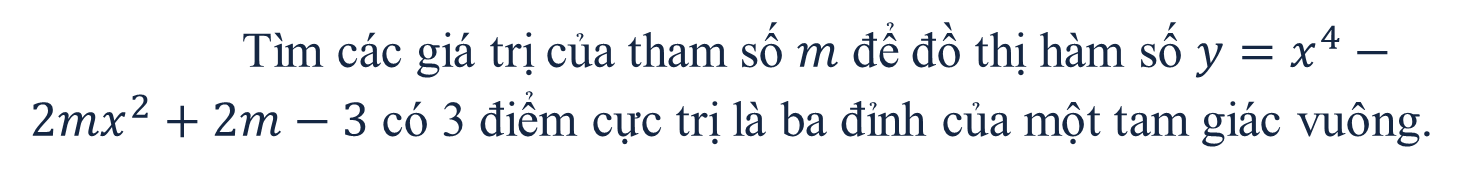 Tìm các giá trị của tham số m để đồ thị hàm số y = x⁴ −
2mx² + 2m − 3 có 3 điểm cực trị là ba đỉnh của một tam giác vuông.